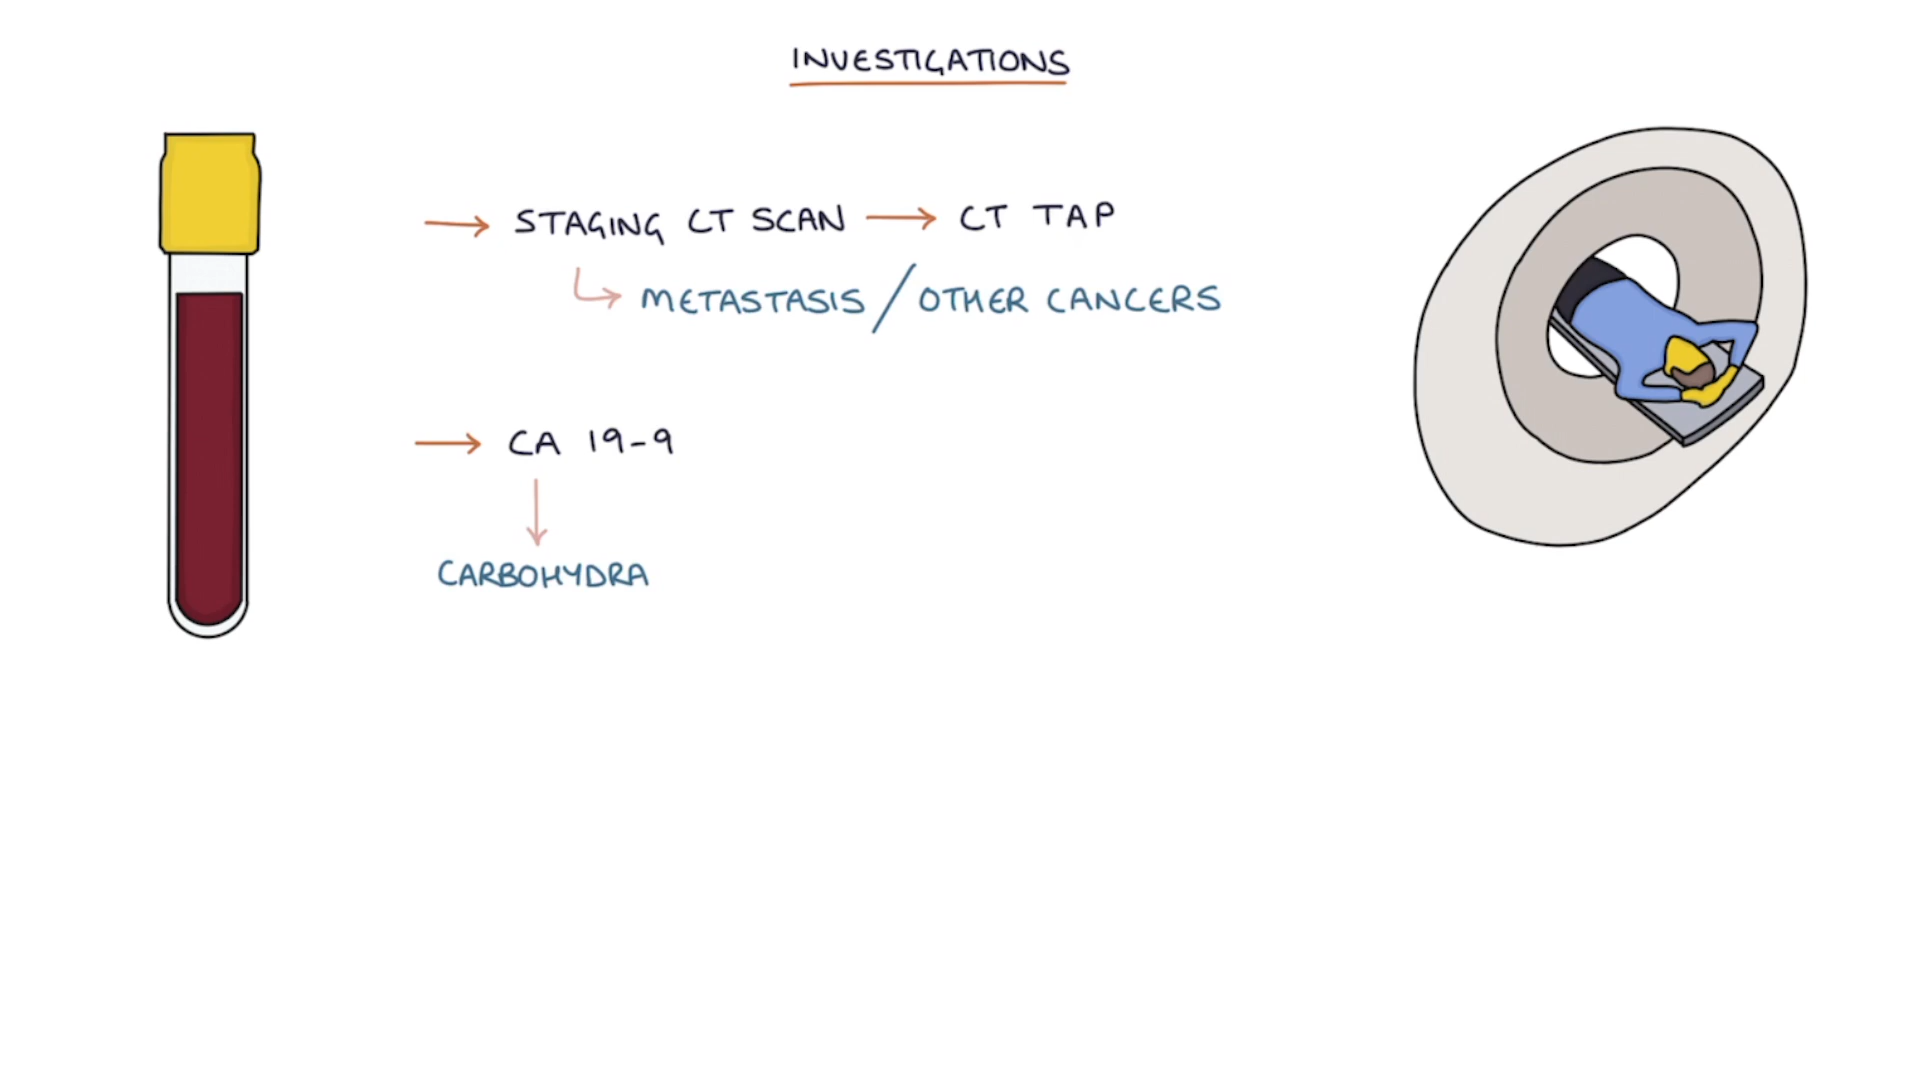 INVESTIGATIONS
→ STAGING CT SCAN → CT TAP
↳ METASTASIS / OTHER CANCERS
→ CA 19-9
↓
CARBOHYDRA